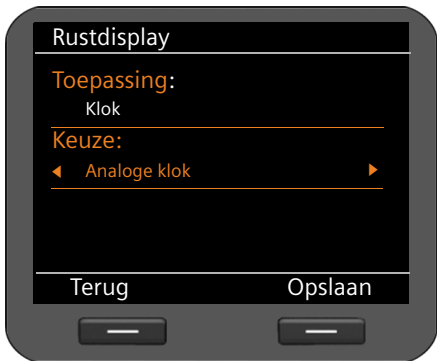 Rustdisplay
Toepassing:
Klok
Keuze:
Analoge klok
Terug Opslaan